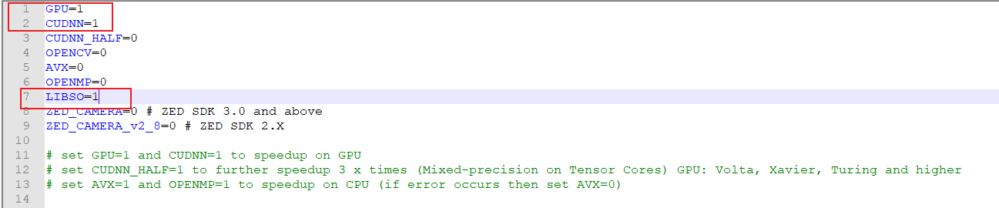 1 GPU=1
2 CUDNN=1
3 CUDNN_HALF=0
4 OPENCV=0
5 AVX=0
6 OPENMP=0
7 LIBSO=1
8 ZED_CAMERA=0 # ZED SDK 3.0 and above
9 ZED_CAMERA_v2_8=0 # ZED SDK 2.X
10
11 # set GPU=1 and CUDNN=1 to speedup on GPU
12 # set CUDNN_HALF=1 to further speedup 3 x times (Mixed-precision on Tensor Cores) GPU: Volta, Xavier, Turing and higher
13 # set AVX=1 and OPENMP=1 to speedup on CPU (if error occurs then set AVX=0)
14